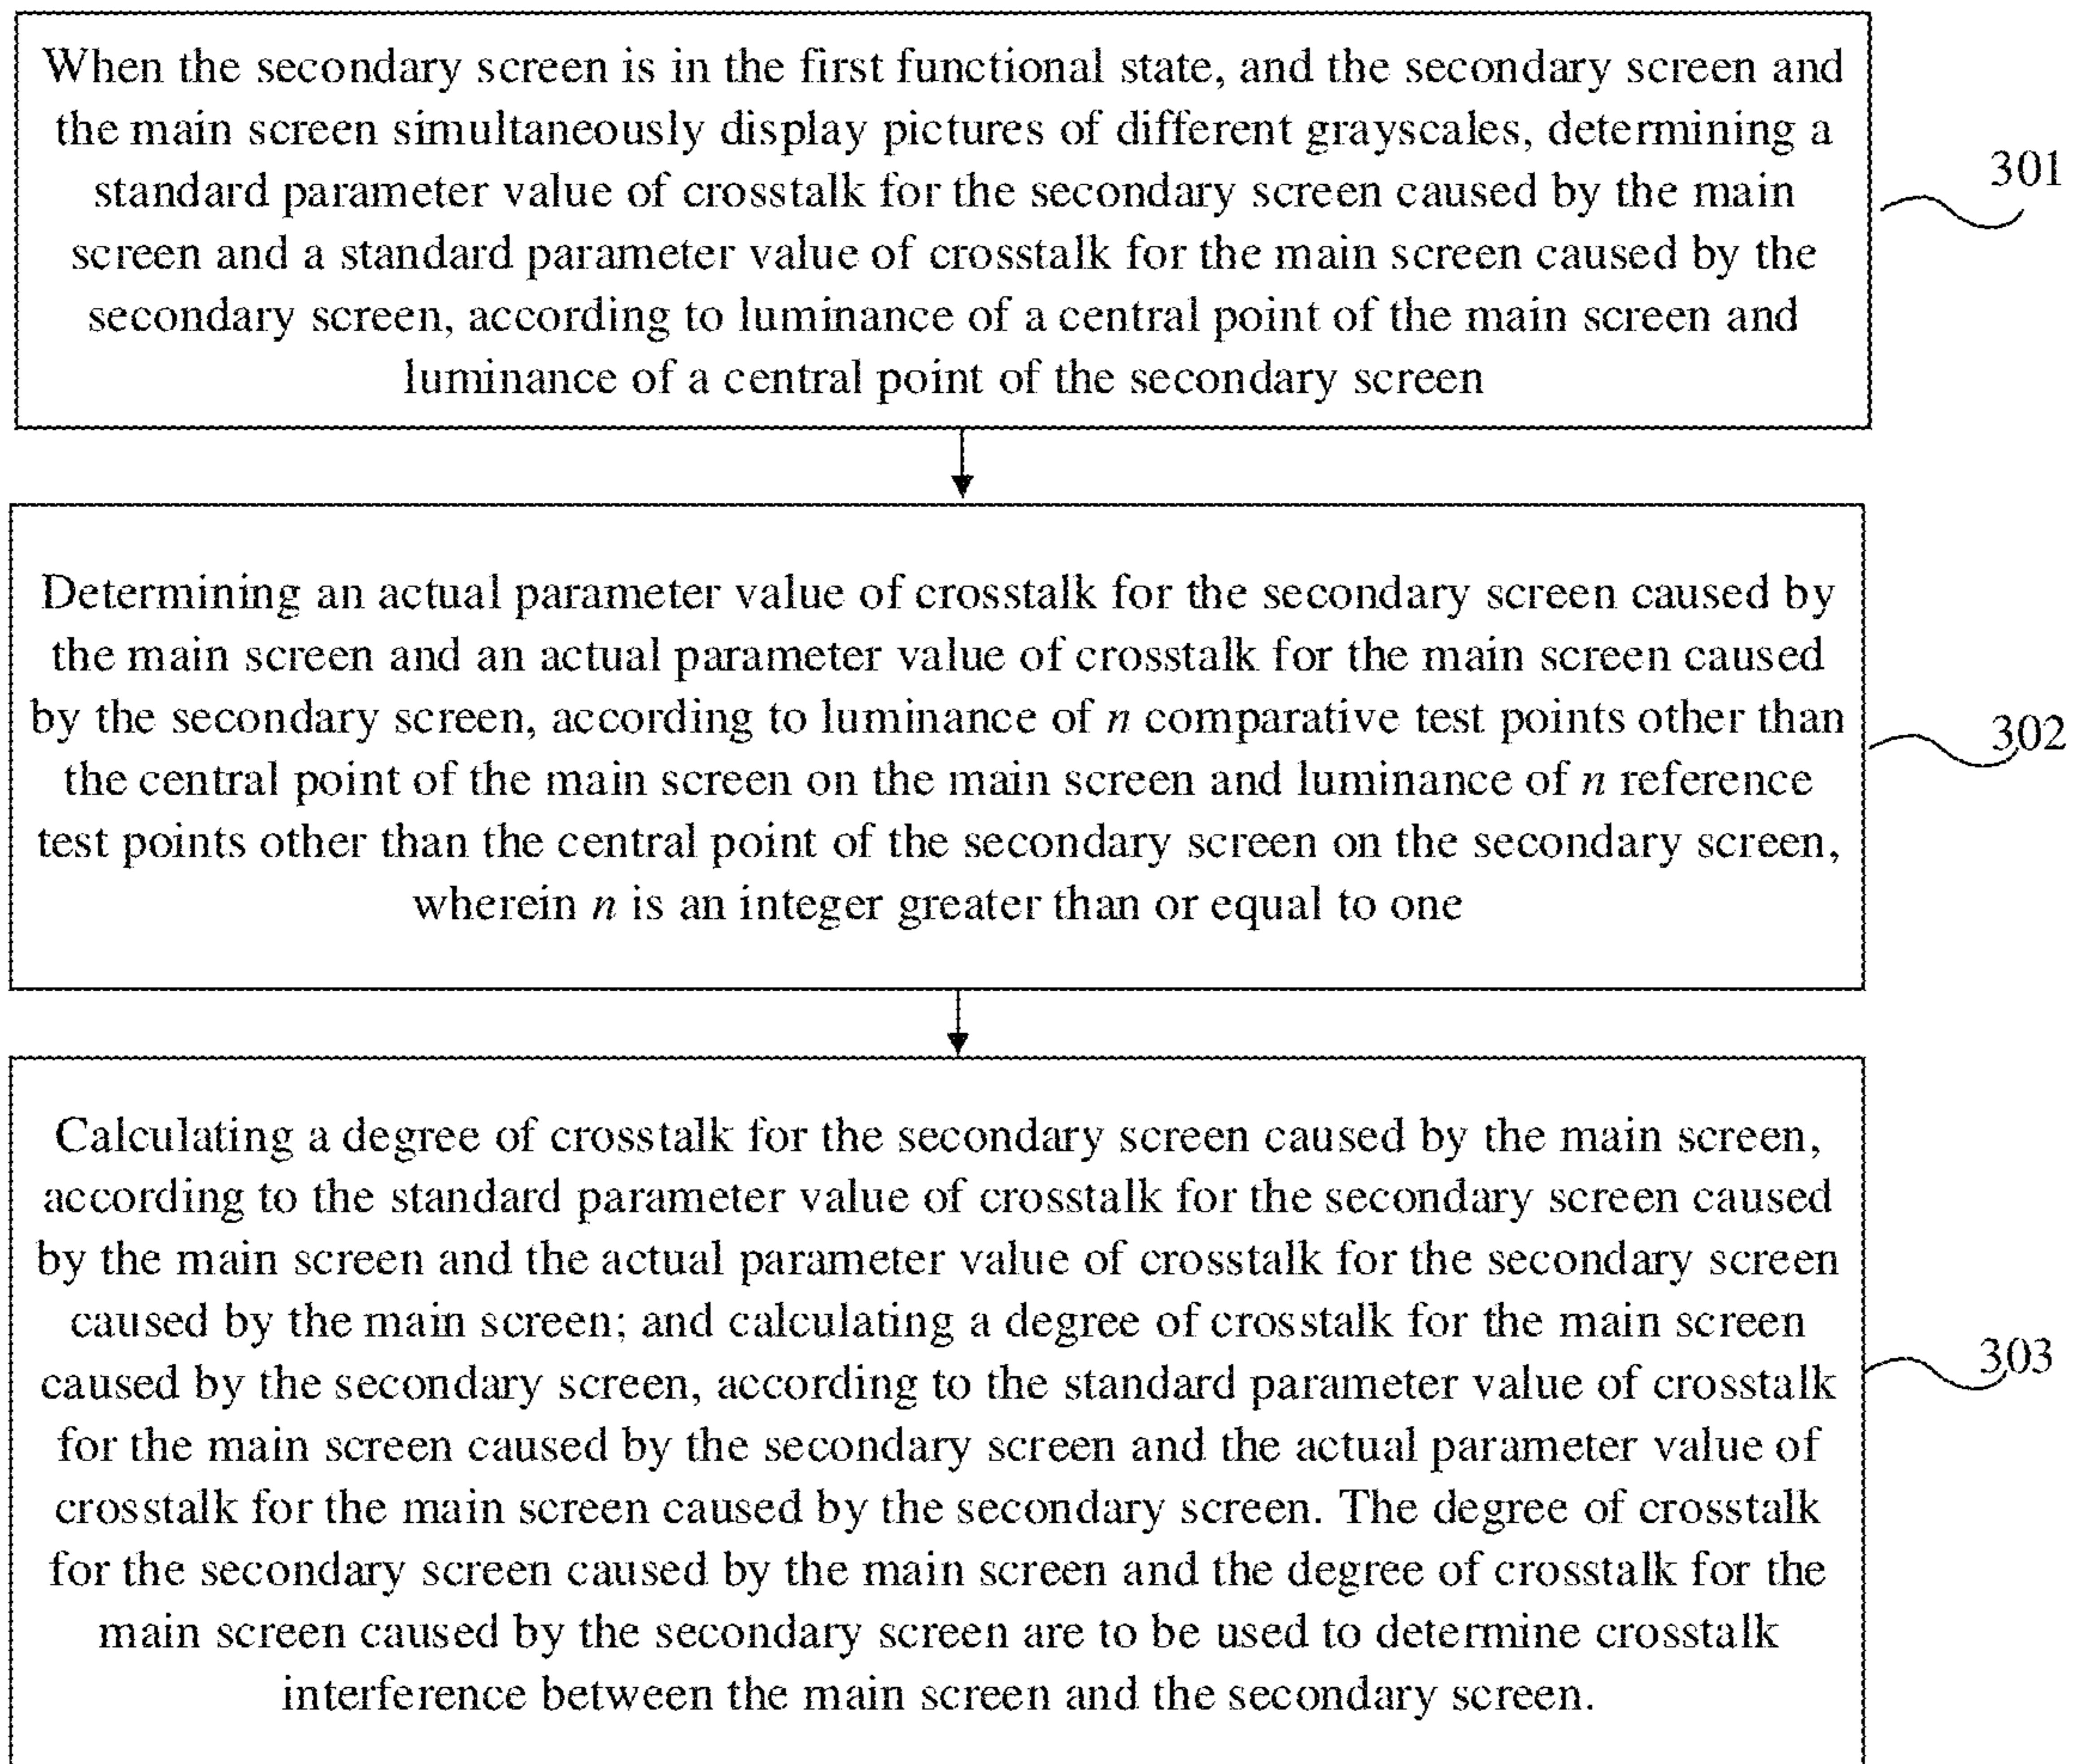 When the secondary screen is in the first functional state, and the secondary screen and
the main screen simultaneously display pictures of different grayscales, determining a
standard parameter value of crosstalk for the secondary screen caused by the main
screen and a standard parameter value of crosstalk for the main screen caused by the
secondary screen, according to luminance of a central point of the main screen and
luminance of a central point of the secondary screen
301
Determining an actual parameter value of crosstalk for the secondary screen caused by
the main screen and an actual parameter value of crosstalk for the main screen caused
by the secondary screen, according to luminance of n comparative test points other than
the central point of the main screen on the main screen and luminance of n reference
test points other than the central point of the secondary screen on the secondary screen,
wherein n is an integer greater than or equal to one
302
Calculating a degree of crosstalk for the secondary screen caused by the main screen,
according to the standard parameter value of crosstalk for the secondary screen caused
by the main screen and the actual parameter value of crosstalk for the secondary screen
caused by the main screen; and calculating a degree of crosstalk for the main screen
caused by the secondary screen, according to the standard parameter value of crosstalk
for the main screen caused by the secondary screen and the actual parameter value of
crosstalk for the main screen caused by the secondary screen. The degree of crosstalk
for the secondary screen caused by the main screen and the degree of crosstalk for the
main screen caused by the secondary screen are to be used to determine crosstalk
interference between the main screen and the secondary screen.
303